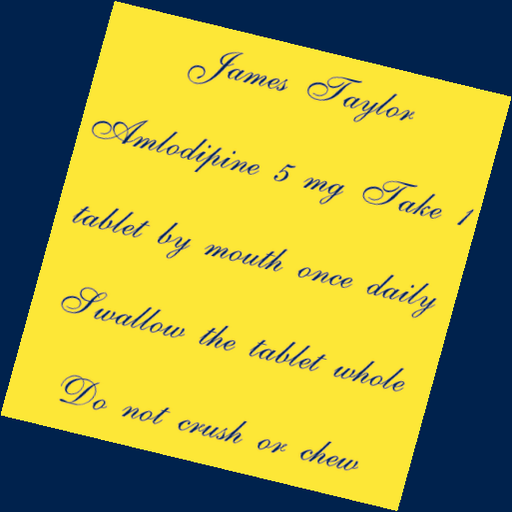 James Taylor
Amlodipine 5 mg Take 1
tablet by mouth once daily
Swallow the tablet whole
Do not crush or chew